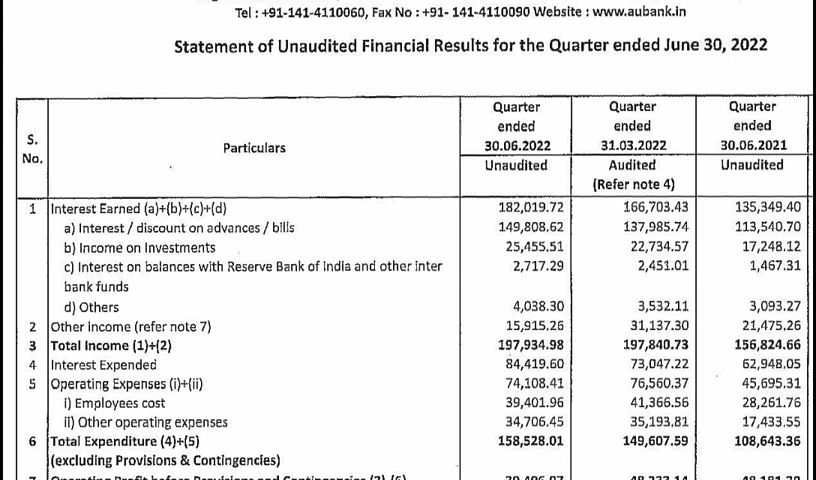 Tel : +91-141-4110060, Fax No : +91- 141-4110090 Website : www.aubank.in
Statement of Unaudited Financial Results for the Quarter ended June 30, 2022
S. No. Particulars Quarter ended 30.06.2022 Quarter ended 31.03.2022 Quarter ended 30.06.2021
Unaudited Audited (Refer note 4) Unaudited
1 Interest Earned (a)+(b)+(c)+(d) 182,019.72 166,703.43 135,349.40
a) Interest / discount on advances / bills 149,808.62 137,985.74 113,540.70
b) Income on Investments 25,455.51 22,734.57 17,248.12
c) Interest on balances with Reserve Bank of India and other inter 2,717.29 2,451.01 1,467.31
bank funds
d) Others 4,038.30 3,532.11 3,093.27
2 Other Income (refer note 7) 15,915.26 31,137.30 21,475.26
3 Total Income (1)+(2) 197,934.98 197,840.73 156,824.66
4 Interest Expended 84,419.60 73,047.22 62,948.05
5 Operating Expenses (i)+(ii) 74,108.41 76,560.37 45,695.31
i) Employees cost 39,401.96 41,366.56 28,261.76
ii) Other operating expenses 34,706.45 35,193.81 17,433.55
6 Total Expenditure (4)+(5) 158,528.01 149,607.59 108,643.36
(excluding Provisions & Contingencies)